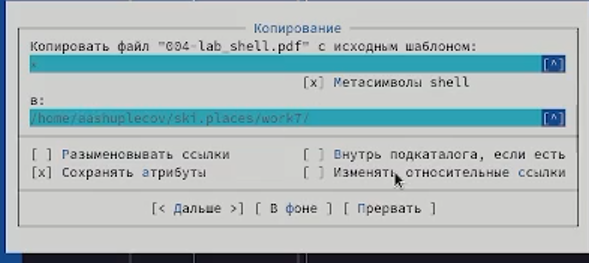 Копирование
Копировать файл "004-lab_shell.pdf" с исходным шаблоном:
* [^]
[x] Метасимволы shell
в:
/home/aashuplecov/ski.places/work7/ [^]
[ ] Разыменовывать ссылки [ ] Внутрь подкаталога, если есть
[x] Сохранять атрибуты [ ] Изменять относительные ссылки
[< Дальше >] [ В фоне ] [ Прервать ]